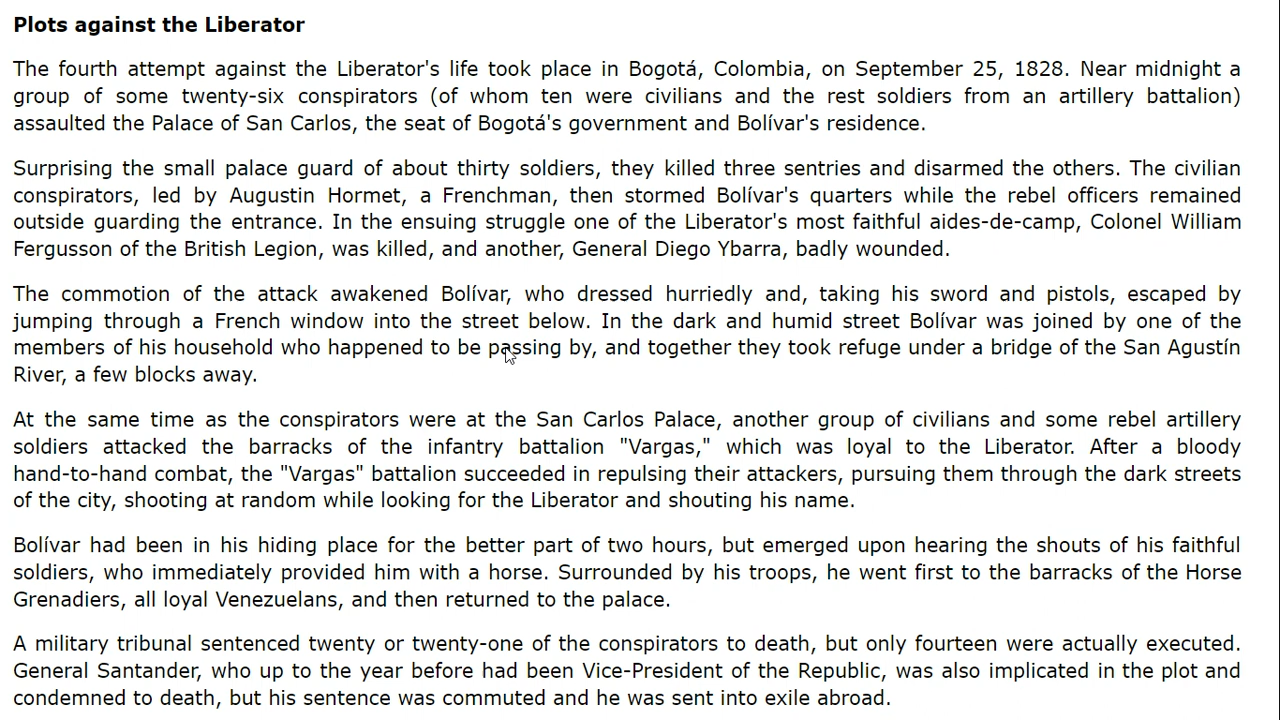 Plots against the Liberator
The fourth attempt against the Liberator's life took place in Bogotá, Colombia, on September 25, 1828. Near midnight a
group of some twenty-six conspirators (of whom ten were civilians and the rest soldiers from an artillery battalion)
assaulted the Palace of San Carlos, the seat of Bogotá's government and Bolívar's residence.
Surprising the small palace guard of about thirty soldiers, they killed three sentries and disarmed the others. The civilian
conspirators, led by Augustin Hormet, a Frenchman, then stormed Bolívar's quarters while the rebel officers remained
outside guarding the entrance. In the ensuing struggle one of the Liberator's most faithful aides-de-camp, Colonel William
Fergusson of the British Legion, was killed, and another, General Diego Ybarra, badly wounded.
The commotion of the attack awakened Bolívar, who dressed hurriedly and, taking his sword and pistols, escaped by
jumping through a French window into the street below. In the dark and humid street Bolívar was joined by one of the
members of his household who happened to be passing by, and together they took refuge under a bridge of the San Agustín
River, a few blocks away.
At the same time as the conspirators were at the San Carlos Palace, another group of civilians and some rebel artillery
soldiers attacked the barracks of the infantry battalion "Vargas," which was loyal to the Liberator. After a bloody
hand-to-hand combat, the "Vargas" battalion succeeded in repulsing their attackers, pursuing them through the dark streets
of the city, shooting at random while looking for the Liberator and shouting his name.
Bolívar had been in his hiding place for the better part of two hours, but emerged upon hearing the shouts of his faithful
soldiers, who immediately provided him with a horse. Surrounded by his troops, he went first to the barracks of the Horse
Grenadiers, all loyal Venezuelans, and then returned to the palace.
A military tribunal sentenced twenty or twenty-one of the conspirators to death, but only fourteen were actually executed.
General Santander, who up to the year before had been Vice-President of the Republic, was also implicated in the plot and
condemned to death, but his sentence was commuted and he was sent into exile abroad.